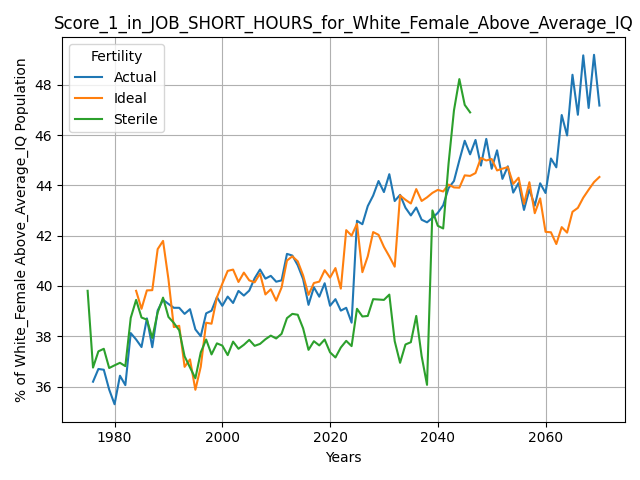 Score_1_in_JOB_SHORT_HOURS_for_White_Female_Above_Average_IQ
Fertility
Actual
Ideal
Sterile
% of White_Female Above_Average_IQ Population
48
46
44
42
40
38
36
1980
2000
2020
2040
2060
Years